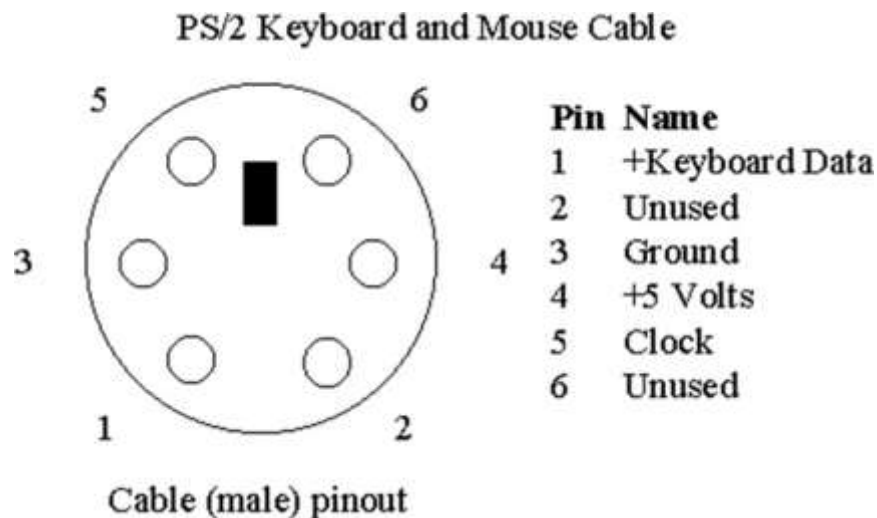 PS/2 Keyboard and Mouse Cable
5 6
Pin Name
1 +Keyboard Data
2 Unused
3 4
3 Ground
4 +5 Volts
5 Clock
6 Unused
1 2
Cable (male) pinout